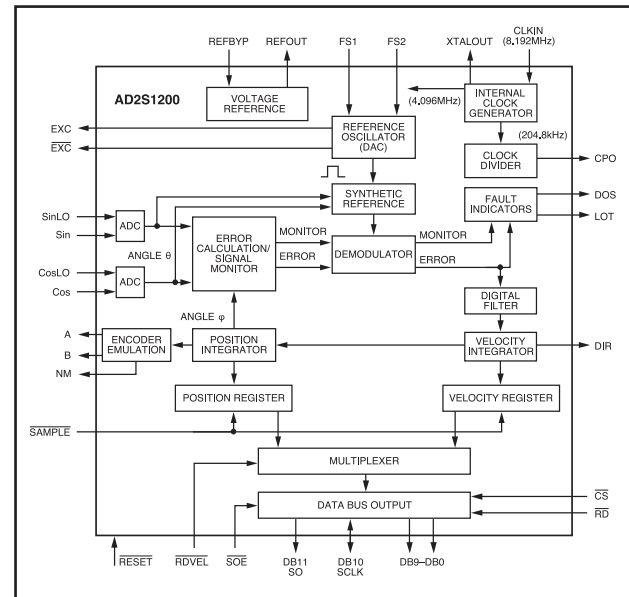 CLKIN
REFBYP REFOUT FS1 FS2 XTALOUT (8.192MHz)
AD2S1200
VOLTAGE
REFERENCE
(4.096MHz)
INTERNAL
CLOCK
GENERATOR
EXC
EXC
REFERENCE
OSCILLATOR
(DAC)
(204.8kHz)
CLOCK
DIVIDER
CPO
SYNTHETIC
REFERENCE
FAULT
INDICATORS
DOS
LOT
SinLO
Sin
ADC
ANGLE θ
ERROR
CALCULATION/
SIGNAL
MONITOR
MONITOR
ERROR
DEMODULATOR
MONITOR
ERROR
CosLO
Cos
ADC
DIGITAL
FILTER
ANGLE φ
A
B
NM
ENCODER
EMULATION
POSITION
INTEGRATOR
VELOCITY
INTEGRATOR
DIR
POSITION REGISTER
VELOCITY REGISTER
SAMPLE
MULTIPLEXER
DATA BUS OUTPUT
CS
RD
RESET
RDVEL
SOE
DB11
SO
DB10
SCLK
DB9–DB0